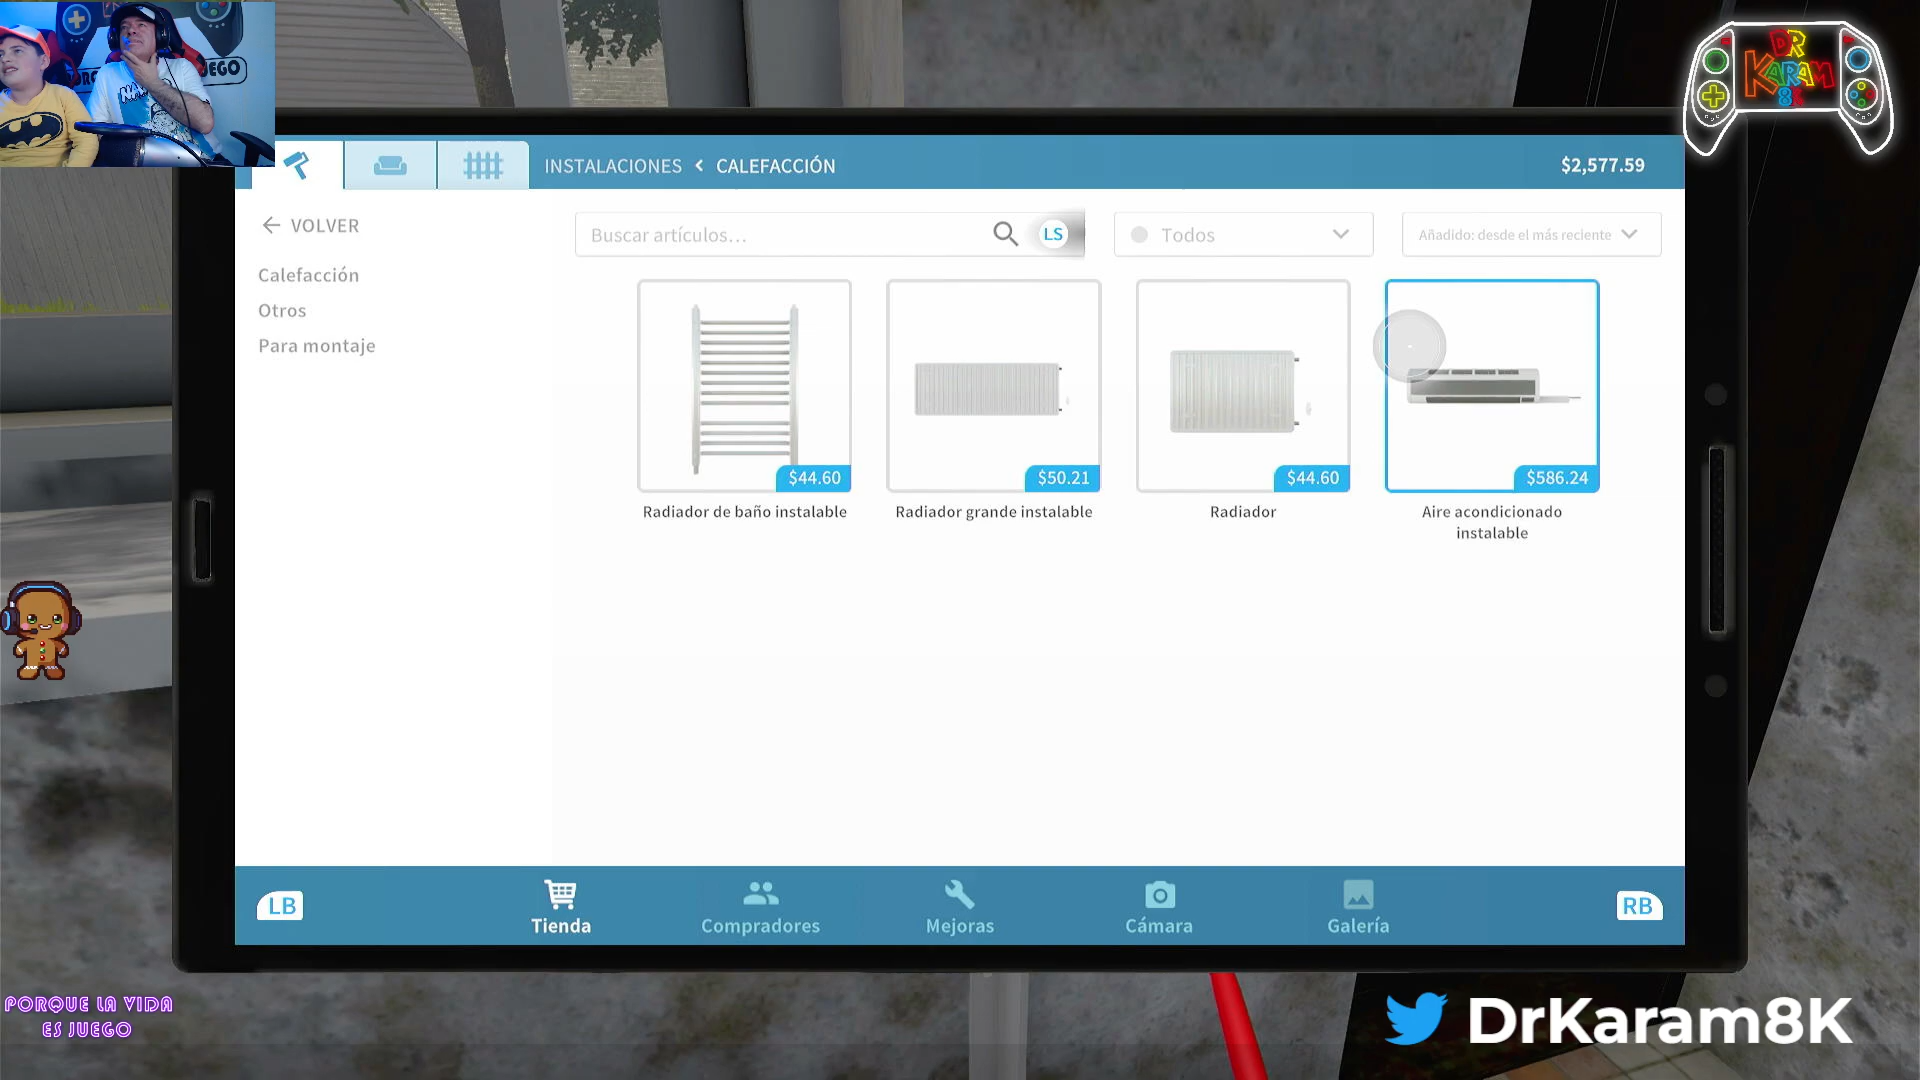 EGO
DR
KARAM
8K
INSTALACIONES < CALEFACCIÓN
$2,577.59
← VOLVER
Calefacción
Otros
Para montaje
Buscar artículos...
LS
Todos
Añadido: desde el más reciente
$44.60
Radiador de baño instalable
$50.21
Radiador grande instalable
$44.60
Radiador
$586.24
Aire acondicionado
instalable
LB
Tienda
Compradores
Mejoras
Cámara
Galería
RB
PORQUE LA VIDA
ES JUEGO
DrKaram8K